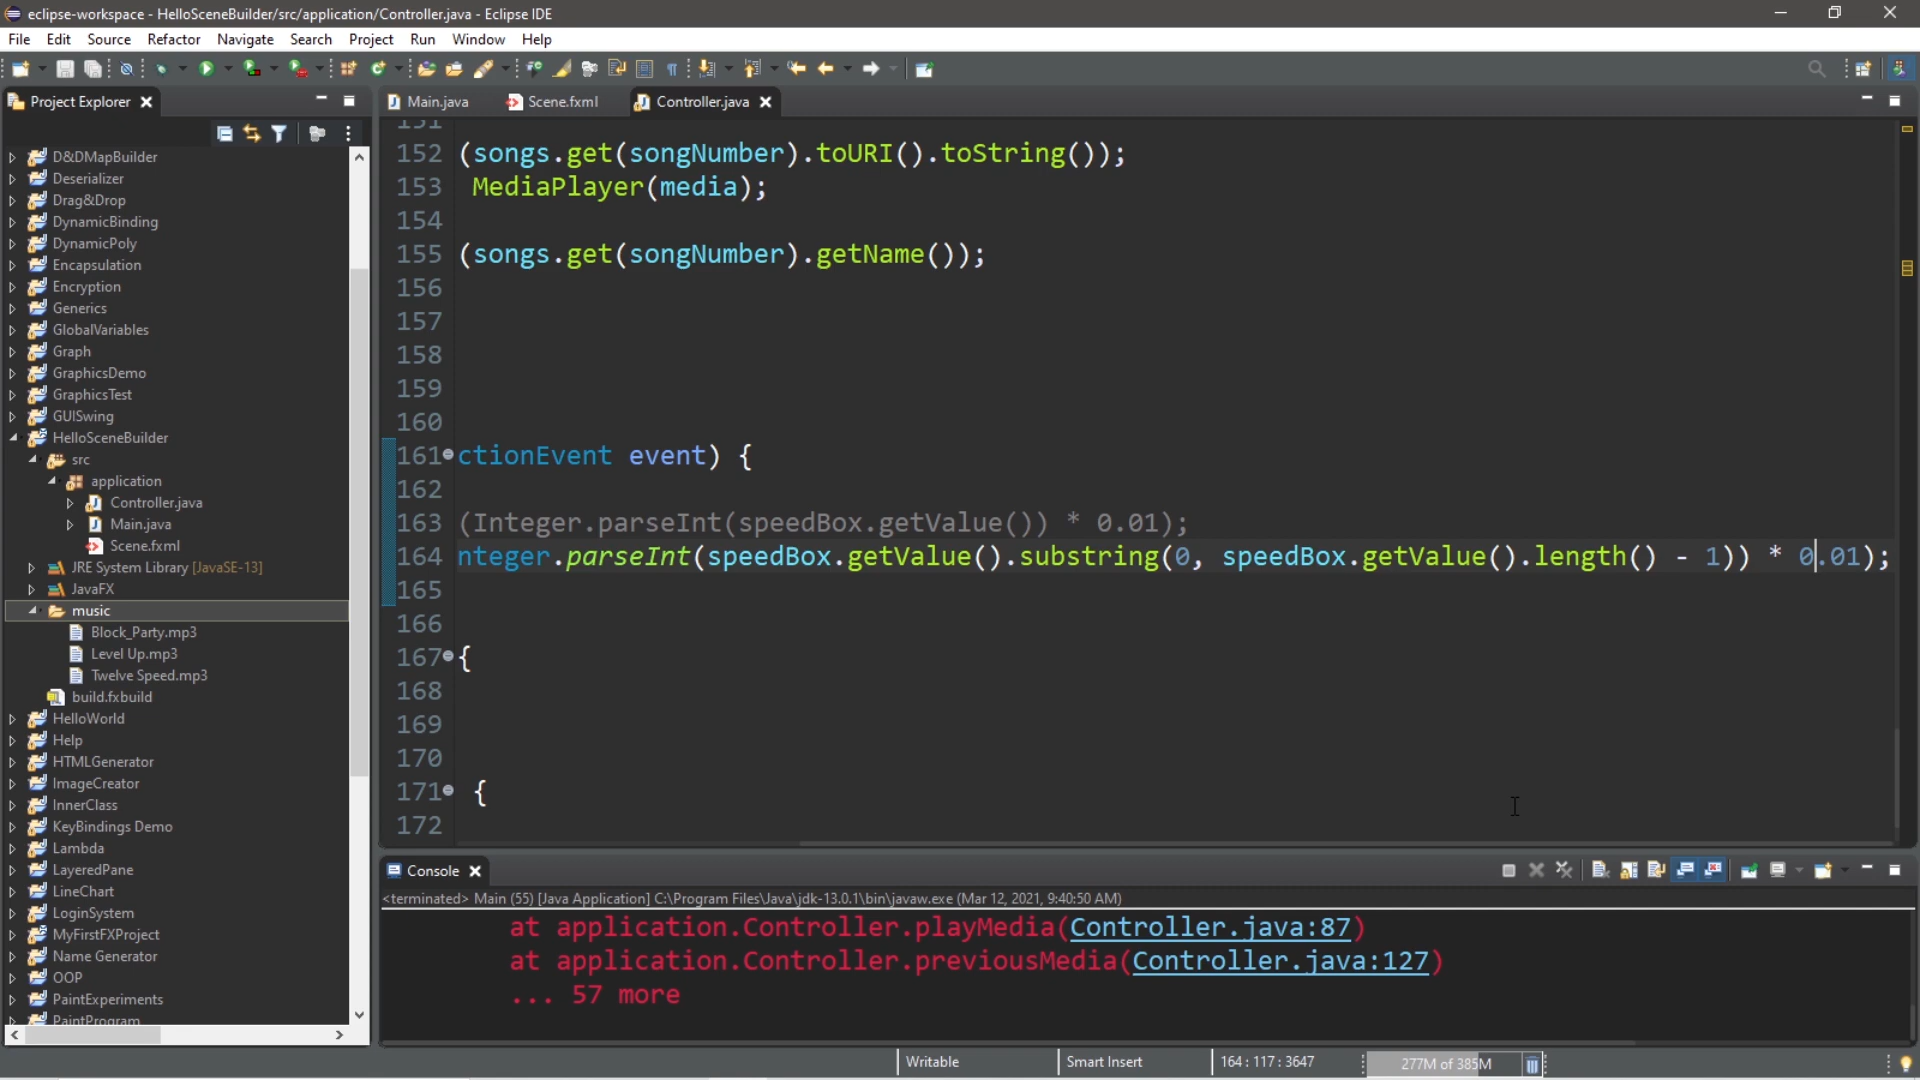 eclipse-workspace - HelloSceneBuilder/src/application/Controller.java - Eclipse IDE
File Edit Source Refactor Navigate Search Project Run Window Help
Project Explorer
Main.java Scene.fxml Controller.java
D&DMapBuilder
Deserializer
Drag&Drop
DynamicBinding
DynamicPoly
Encapsulation
Encryption
Generics
GlobalVariables
Graph
GraphicsDemo
GraphicsTest
GUISwing
HelloSceneBuilder
src
application
Controller.java
Main.java
Scene.fxml
JRE System Library [JavaSE-13]
JavaFX
music
Block_Party.mp3
Level Up.mp3
Twelve Speed.mp3
build.fxbuild
HelloWorld
Help
HTMLGenerator
ImageCreator
InnerClass
KeyBindings Demo
Lambda
LayeredPane
LineChart
LoginSystem
MyFirstFXProject
Name Generator
OOP
PaintExperiments
PaintProgram
151
152 (songs.get(songNumber).toURI().toString());
153 MediaPlayer(media);
154
155 (songs.get(songNumber).getName());
156
157
158
159
160
161 ctionEvent event) {
162
163 (Integer.parseInt(speedBox.getValue()) * 0.01);
164 nteger.parseInt(speedBox.getValue().substring(0, speedBox.getValue().length() - 1)) * 0.01);
165
166
167 {
168
169
170
171 {
172
Console
<terminated> Main (55) [Java Application] C:\Program Files\Java\jdk-13.0.1\bin\javaw.exe (Mar 12, 2021, 9:40:50 AM)
at application.Controller.playMedia(Controller.java:87)
at application.Controller.previousMedia(Controller.java:127)
... 57 more
Writable Smart Insert 164 : 117 : 3647 277M of 385M